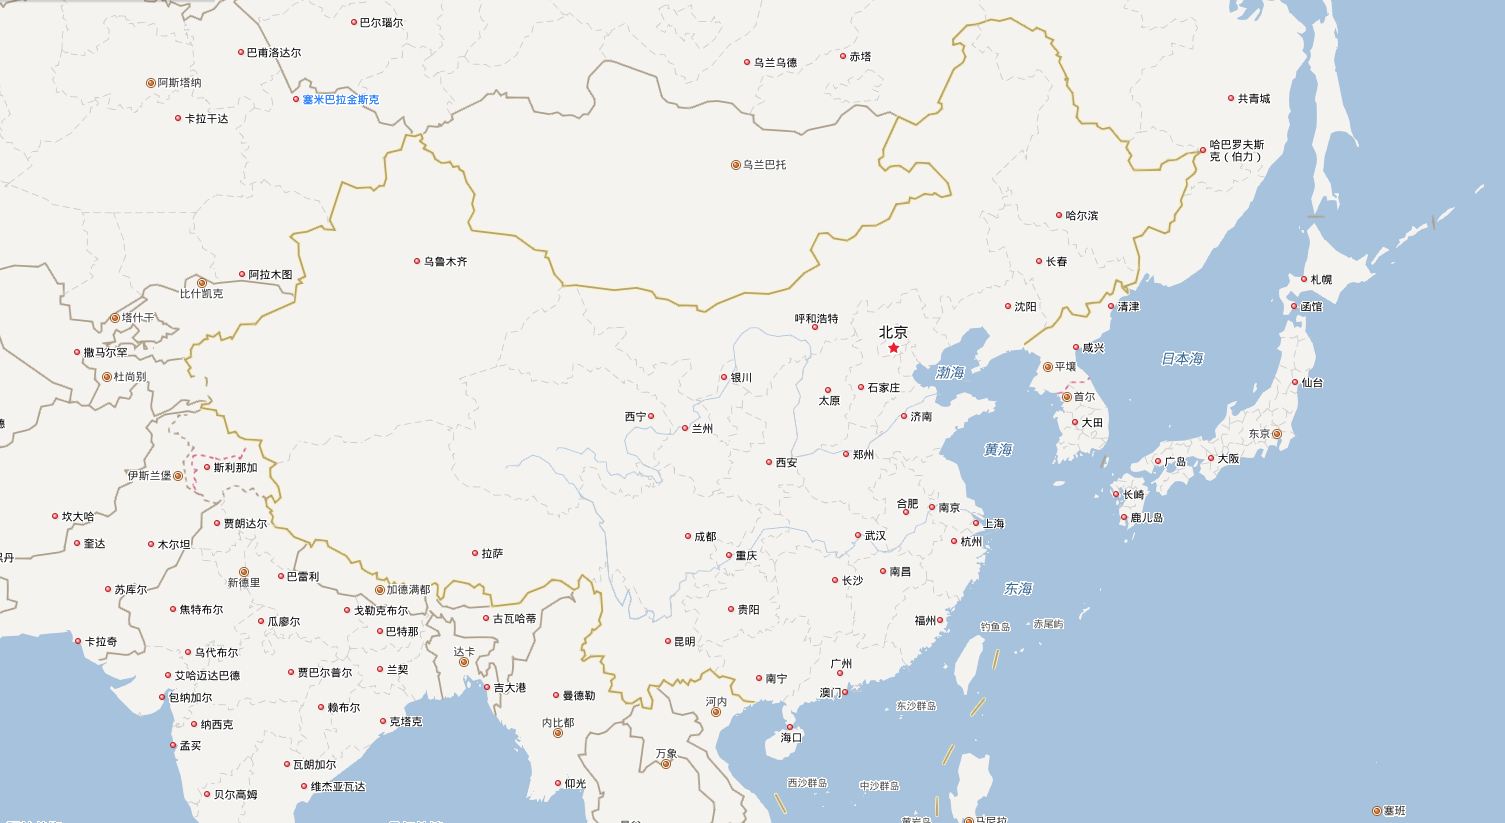 巴尔瑙尔
巴甫洛达尔
赤塔
乌兰乌德
阿斯塔纳
塞米巴拉金斯克
共青城
卡拉干达
哈巴罗夫斯
克（伯力）
乌兰巴托
哈尔滨
乌鲁木齐
长春
阿拉木图
札幌
比什凯克
沈阳
清津
函馆
塔什干
呼和浩特
北京
咸兴
撒马尔罕
日本海
平壤
渤海
杜尚别
银川
石家庄
仙台
太原
首尔
西宁
济南
大田
兰州
东京
黄海
郑州
大阪
西安
广岛
斯利那加
伊斯兰堡
长崎
合肥
南京
坎大哈
鹿儿岛
贾朗达尔
上海
武汉
成都
杭州
奎达
木尔坦
拉萨
重庆
南昌
巴雷利
新德里
长沙
苏库尔
加德满都
东海
焦特布尔
戈勒克布尔
贵阳
古瓦哈蒂
瓜廖尔
福州
钓鱼岛
赤尾屿
巴特那
卡拉奇
昆明
乌代布尔
达卡
广州
艾哈迈达巴德
贾巴尔普尔
兰契
南宁
吉大港
澳门
包纳加尔
曼德勒
河内
赖布尔
东沙群岛
纳西克
克塔克
内比都
海口
孟买
万象
瓦朗加尔
仰光
西沙群岛
中沙群岛
维杰亚瓦达
贝尔高姆
塞班
黄岩岛
马尼拉